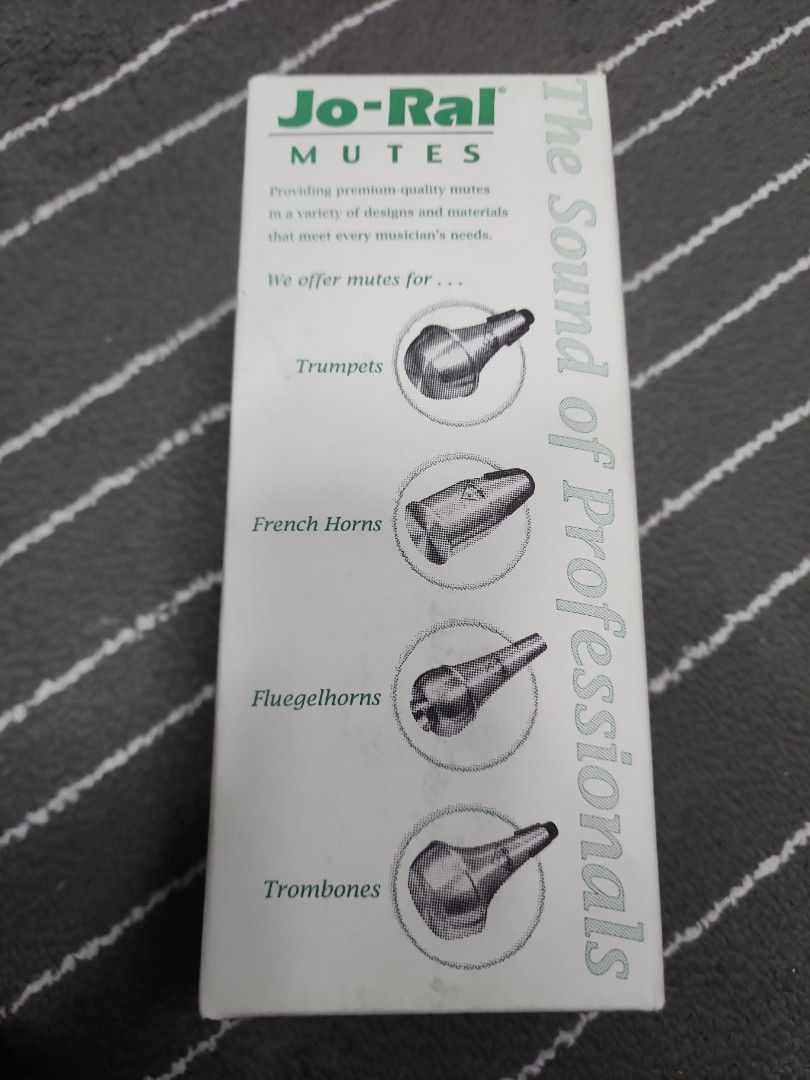 Jo-Ral®
MUTES
Providing premium-quality mutes
in a variety of designs and materials
that meet every musician's needs.
We offer mutes for . . .
Trumpets
French Horns
Fluegelhorns
Trombones
The Sound of Professionals